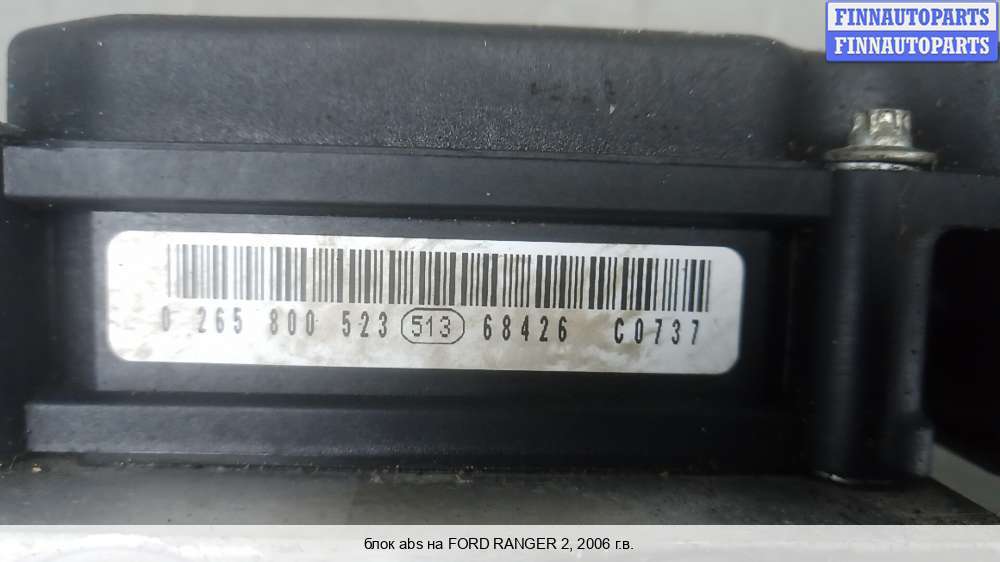 FINNAUTOPARTS
FINNAUTOPARTS
0 265 800 523 513 68426 C0737
блок abs на FORD RANGER 2, 2006 г.в.